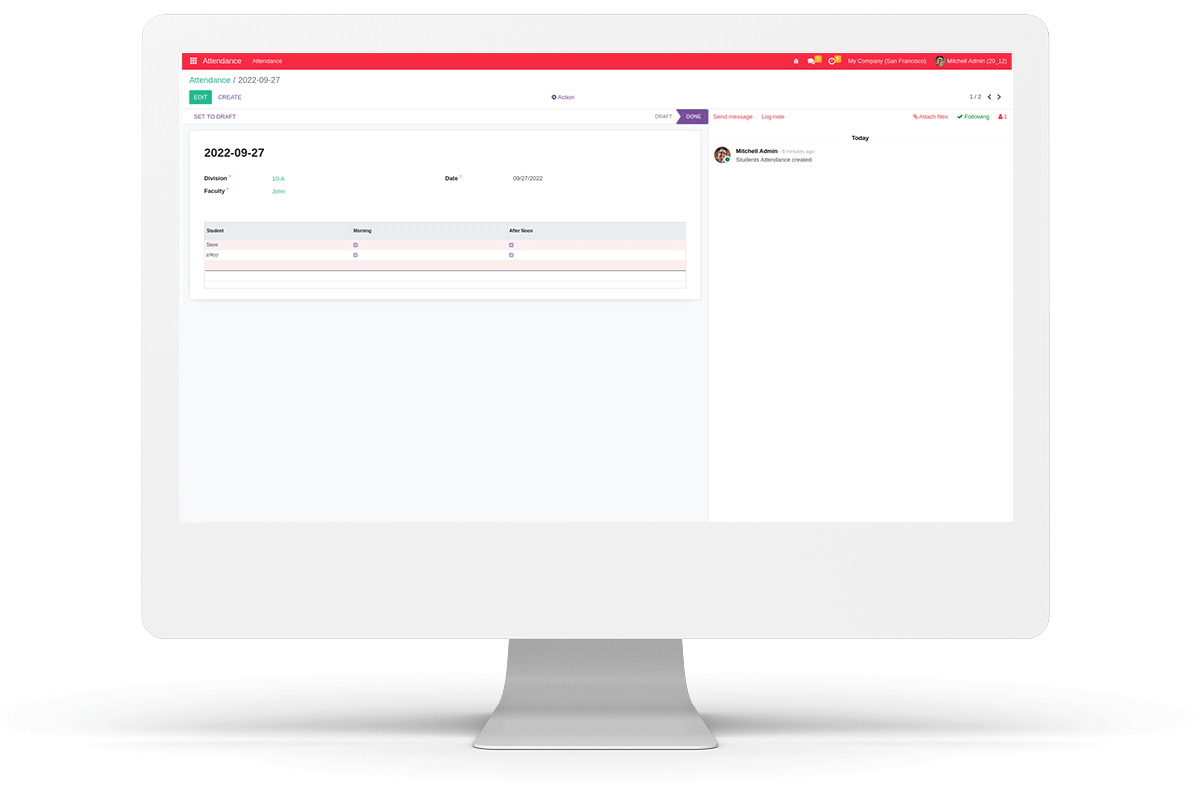 Attendance Attendance My Company (San Francisco) Mitchell Admin (20_12)
Attendance / 2022-09-27
EDIT CREATE Action 1 / 2
SET TO DRAFT DRAFT DONE Send message Log note Attach files Following 1
Today
2022-09-27
Mitchell Admin - 8 minutes ago
Students Attendance created
Division * 10-A Date * 09/27/2022
Faculty * John
Student Morning After Noon
Steve